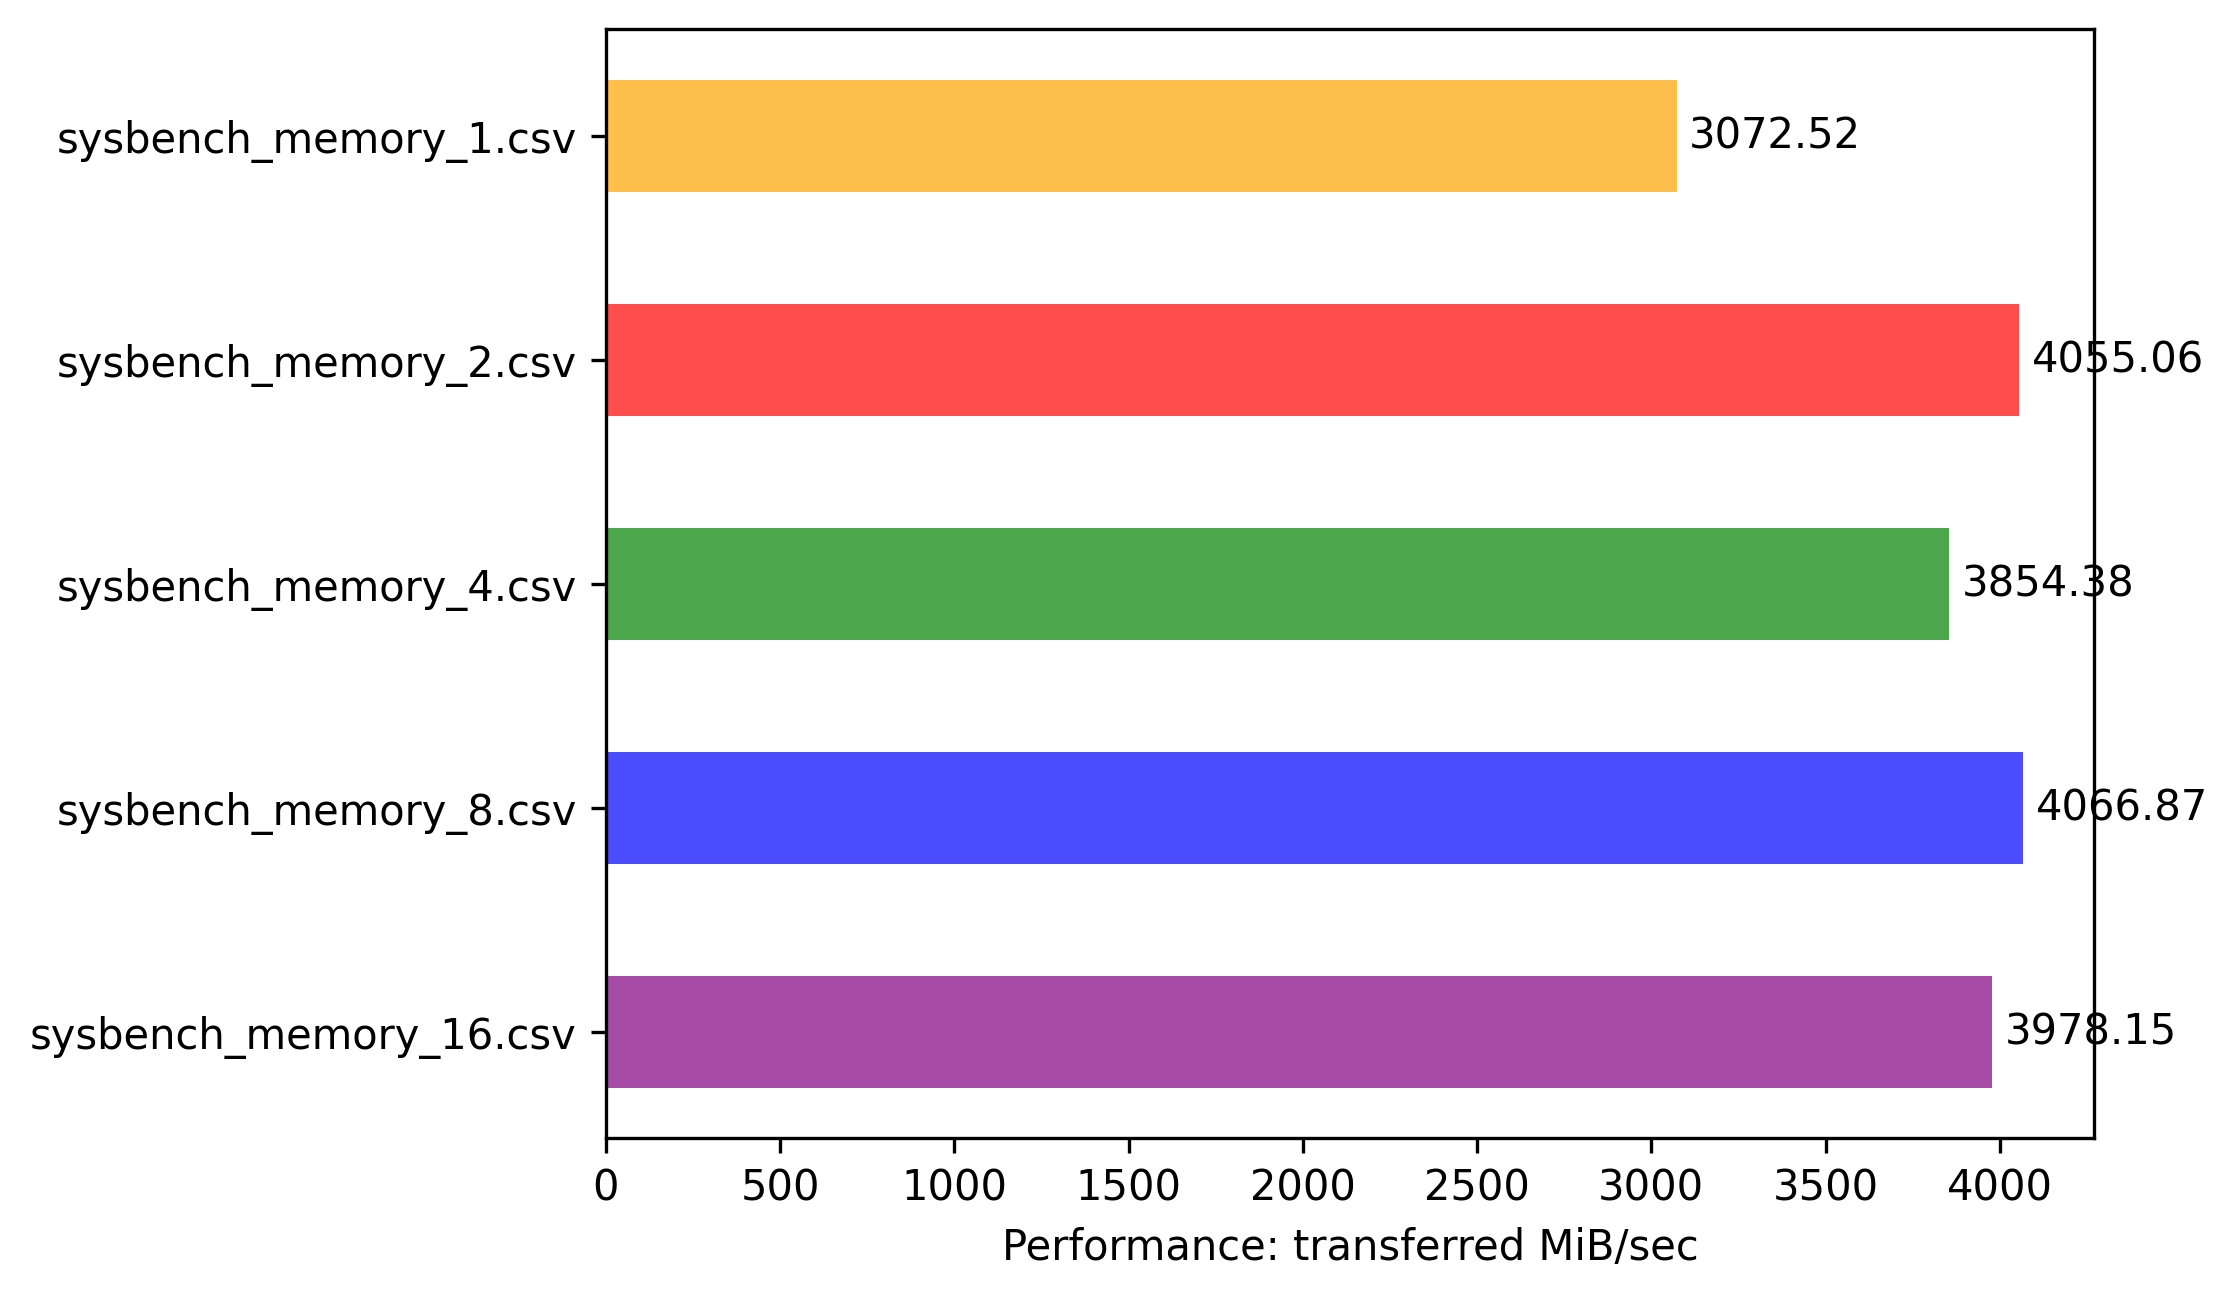 sysbench_memory_1.csv
3072.52
sysbench_memory_2.csv
4055.06
sysbench_memory_4.csv
3854.38
sysbench_memory_8.csv
4066.87
sysbench_memory_16.csv
3978.15
0 500 1000 1500 2000 2500 3000 3500 4000
Performance: transferred MiB/sec